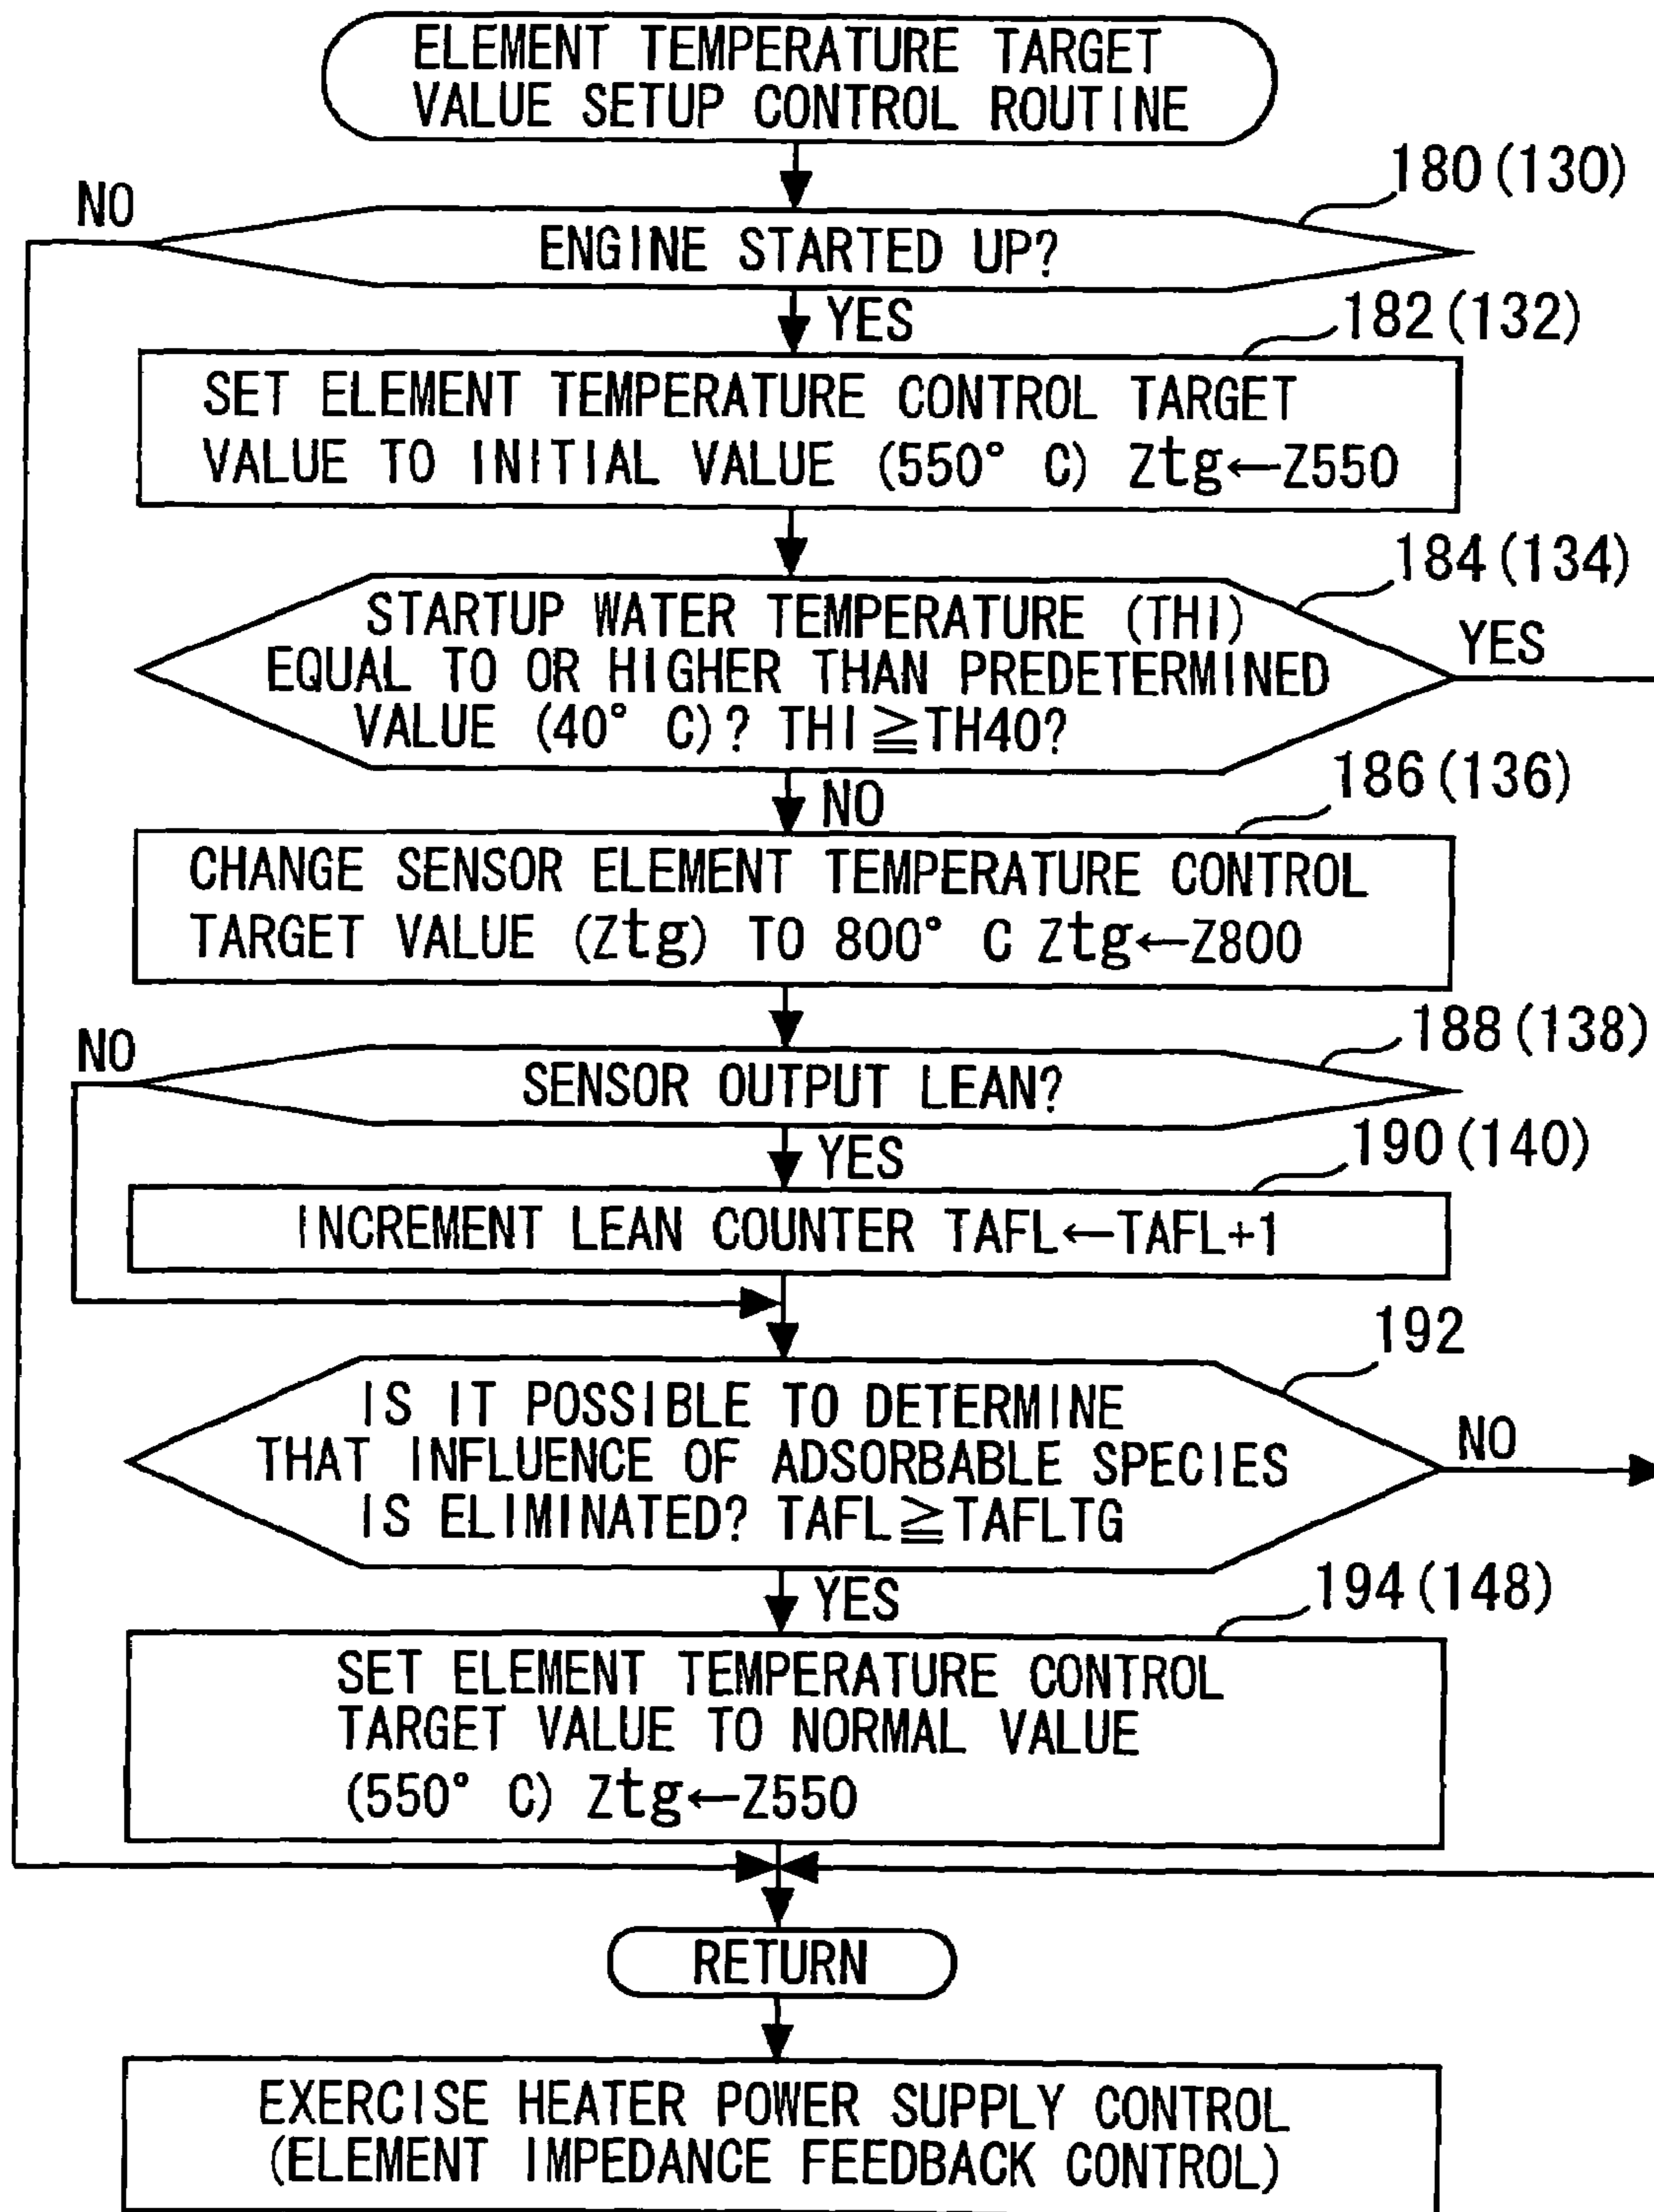 ELEMENT TEMPERATURE TARGET
VALUE SETUP CONTROL ROUTINE
180(130)
NO
ENGINE STARTED UP?
YES
182(132)
SET ELEMENT TEMPERATURE CONTROL TARGET
VALUE TO INITIAL VALUE (550° C) Ztg←Z550
184(134)
STARTUP WATER TEMPERATURE (THI)
EQUAL TO OR HIGHER THAN PREDETERMINED
VALUE (40° C)? THI≧TH40?
YES
NO
186(136)
CHANGE SENSOR ELEMENT TEMPERATURE CONTROL
TARGET VALUE (Ztg) TO 800° C Ztg←Z800
188(138)
NO
SENSOR OUTPUT LEAN?
YES
190(140)
INCREMENT LEAN COUNTER TAFL←TAFL+1
192
IS IT POSSIBLE TO DETERMINE
THAT INFLUENCE OF ADSORBABLE SPECIES
IS ELIMINATED? TAFL≧TAFLTG
NO
YES
194(148)
SET ELEMENT TEMPERATURE CONTROL
TARGET VALUE TO NORMAL VALUE
(550° C) Ztg←Z550
RETURN
EXERCISE HEATER POWER SUPPLY CONTROL
(ELEMENT IMPEDANCE FEEDBACK CONTROL)